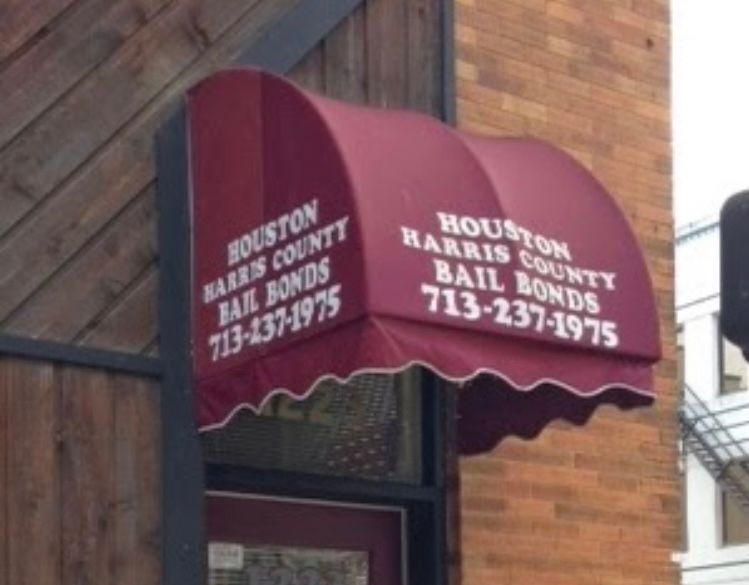 HOUSTON
HARRIS COUNTY
BAIL BONDS
713-237-1975
HOUSTON
HARRIS COUNTY
BAIL BONDS
713-237-1975